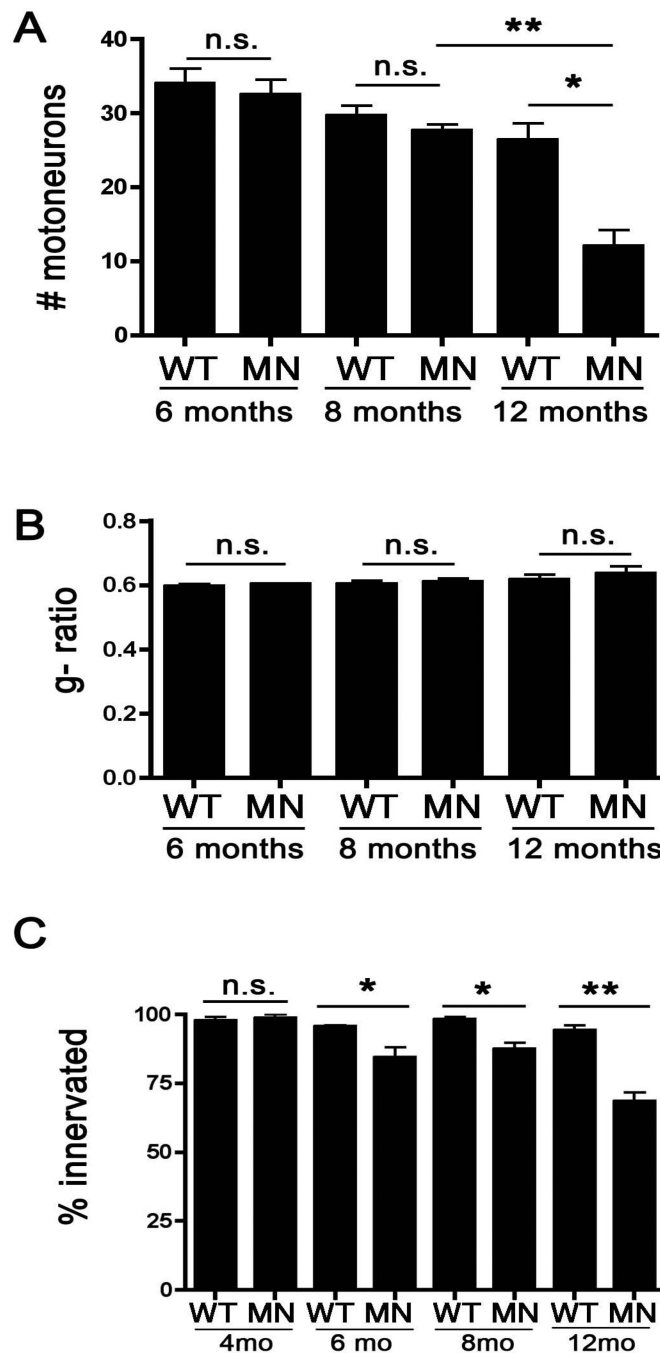 A
n.s.
n.s.
**
*
# motoneurons
40
30
20
10
0
WT MN WT MN WT MN
6 months 8 months 12 months
B
n.s.
n.s.
n.s.
g- ratio
0.8
0.6
0.4
0.2
0.0
WT MN WT MN WT MN
6 months 8 months 12 months
C
n.s.
*
*
**
% innervated
100
75
50
25
0
WT MN WT MN WT MN WT MN
4mo 6 mo 8mo 12mo